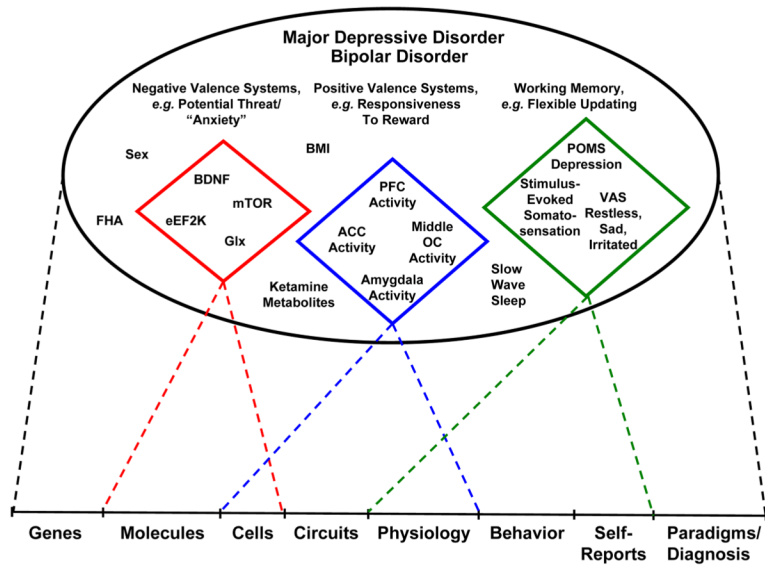 Major Depressive Disorder
Bipolar Disorder
Negative Valence Systems,
e.g. Potential Threat/
“Anxiety”
Positive Valence Systems,
e.g. Responsiveness
To Reward
Working Memory,
e.g. Flexible Updating
Sex
BMI
FHA
BDNF
mTOR
eEF2K
Glx
PFC
Activity
ACC
Activity
Middle
OC
Activity
Amygdala
Activity
Ketamine
Metabolites
Slow
Wave
Sleep
POMS
Depression
Stimulus-
Evoked
Somato-
sensation
VAS
Restless,
Sad,
Irritated
Genes
Molecules
Cells
Circuits
Physiology
Behavior
Self-
Reports
Paradigms/
Diagnosis